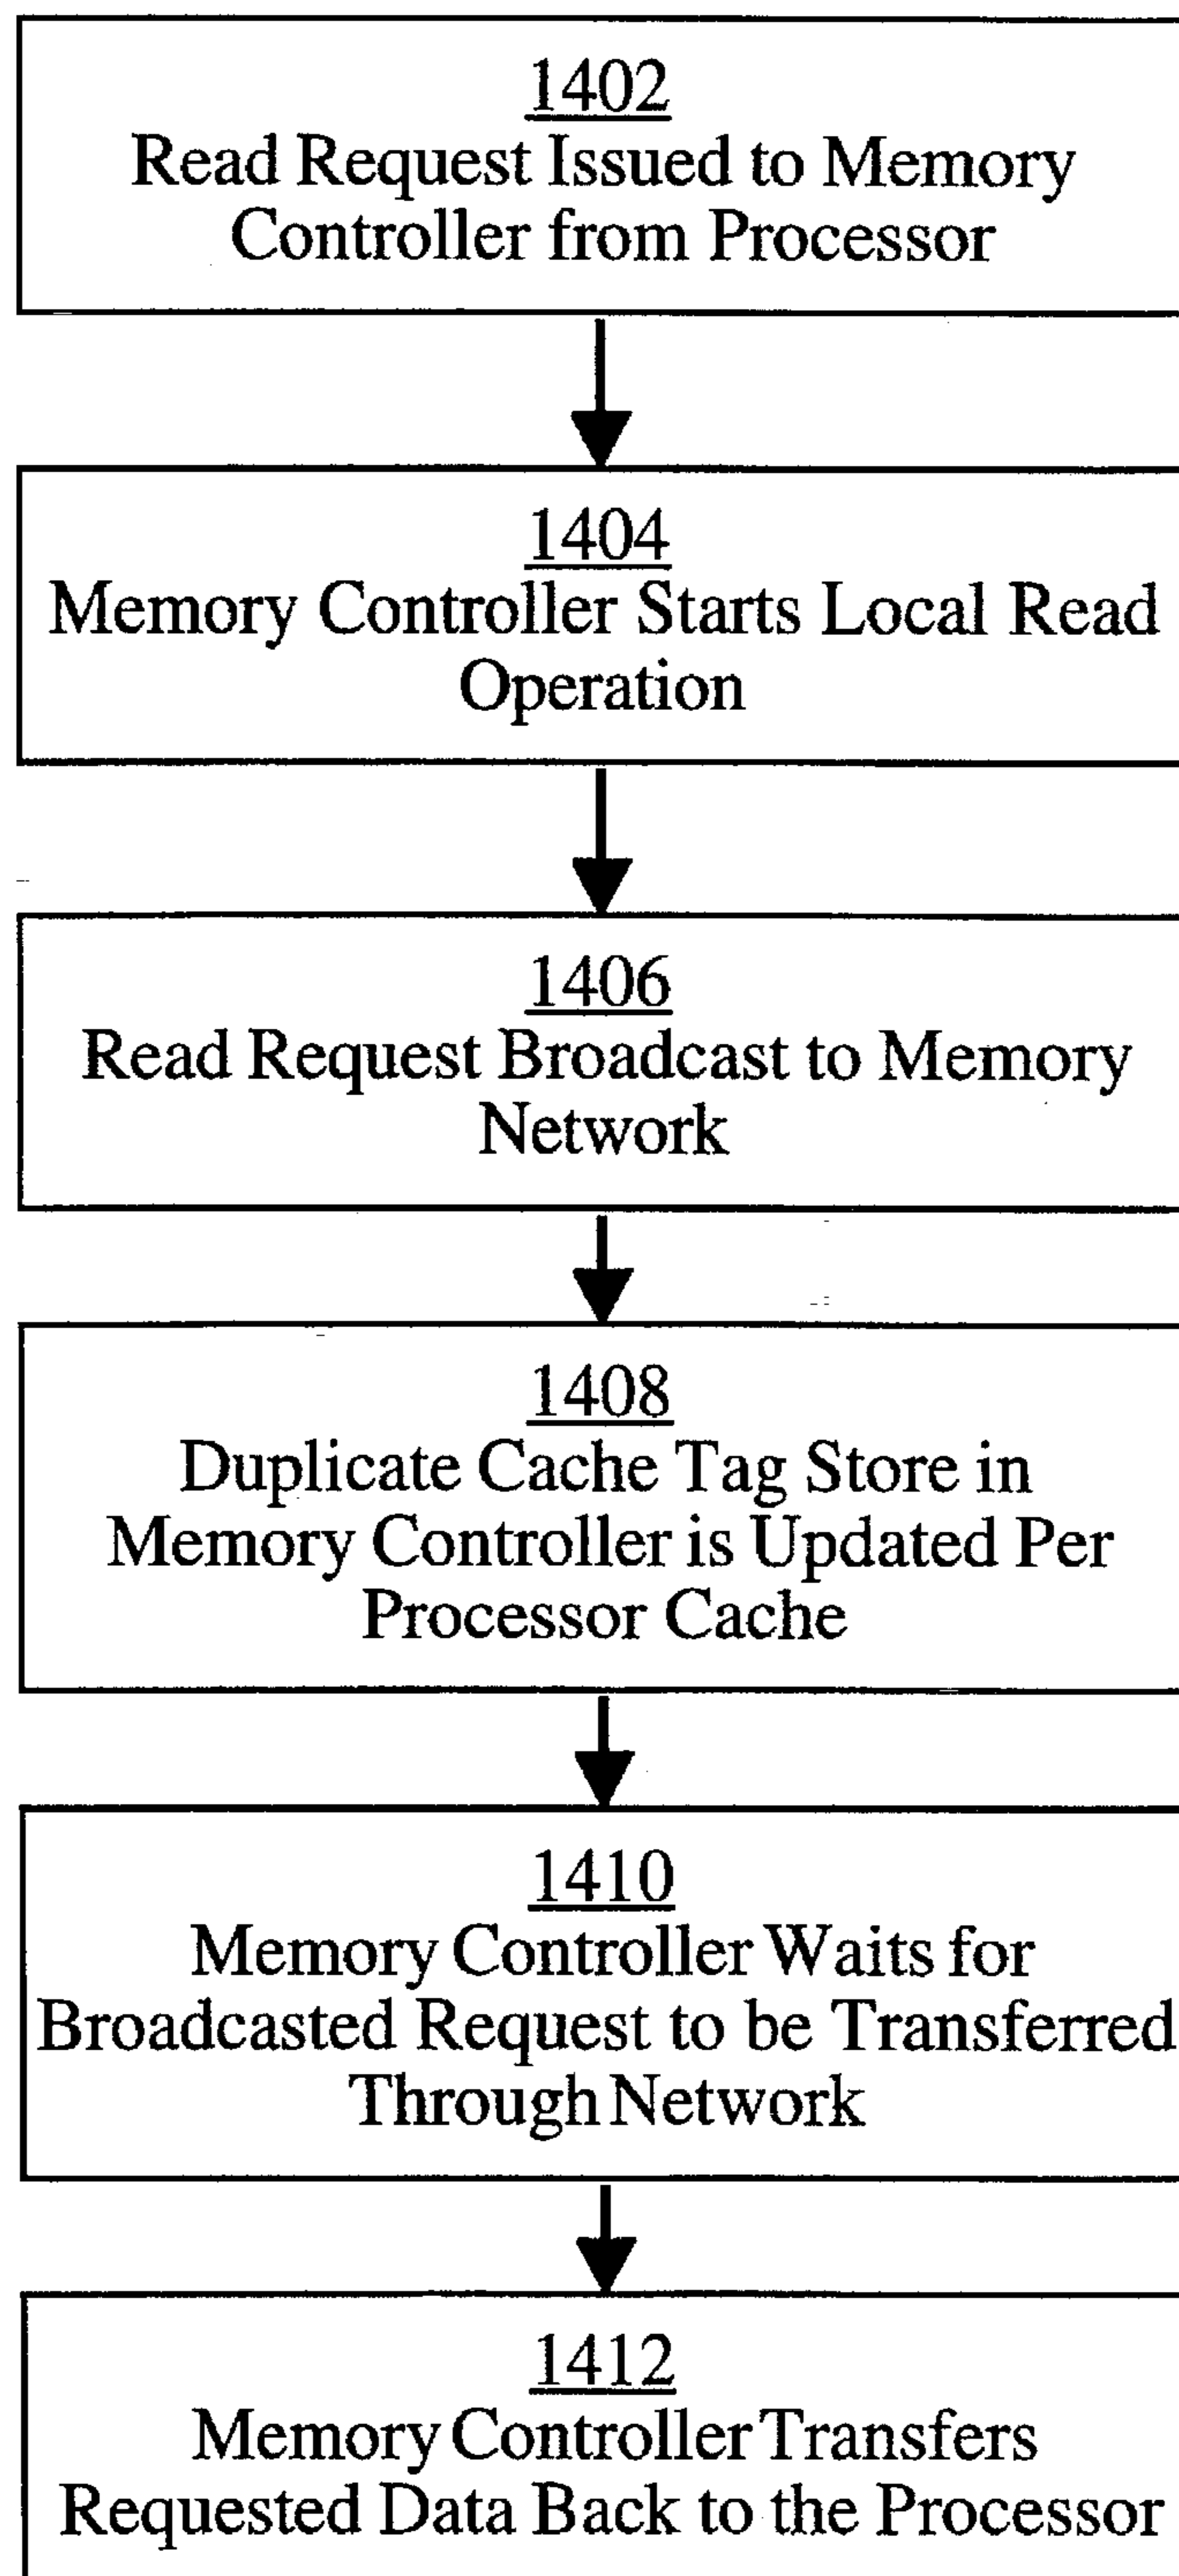 1402
Read Request Issued to Memory
Controller from Processor
1404
Memory Controller Starts Local Read
Operation
1406
Read Request Broadcast to Memory
Network
1408
Duplicate Cache Tag Store in
Memory Controller is Updated Per
Processor Cache
1410
Memory Controller Waits for
Broadcasted Request to be Transferred
Through Network
1412
Memory Controller Transfers
Requested Data Back to the Processor